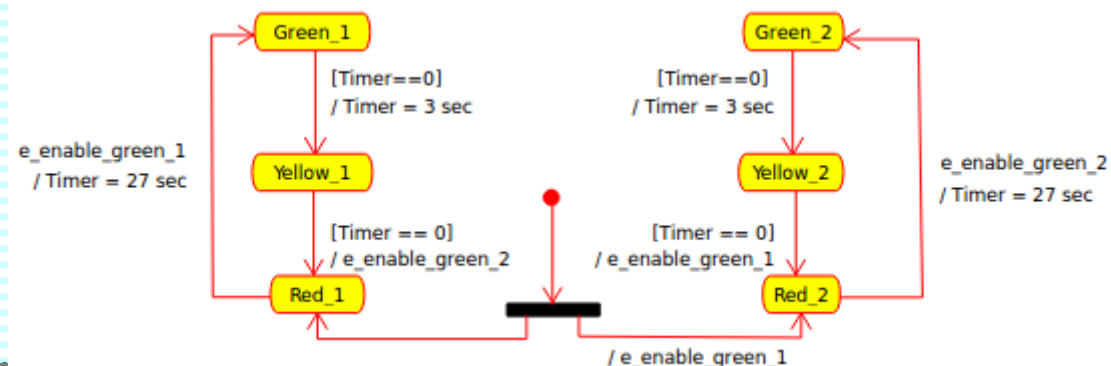 Green_1
Green_2
[Timer==0]
/ Timer = 3 sec
[Timer==0]
/ Timer = 3 sec
e_enable_green_1
/ Timer = 27 sec
Yellow_1
Yellow_2
e_enable_green_2
/ Timer = 27 sec
[Timer == 0]
/ e_enable_green_2
[Timer == 0]
/ e_enable_green_1
Red_1
Red_2
/ e_enable_green_1